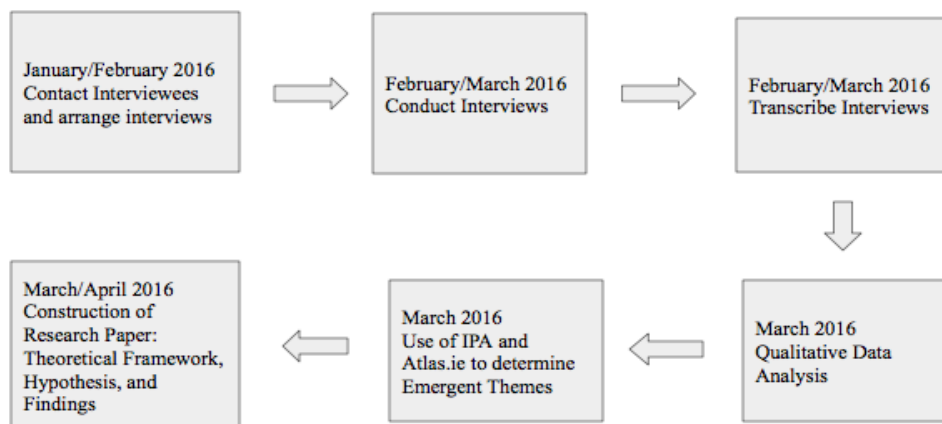 January/February 2016
Contact Interviewees
and arrange interviews
February/March 2016
Conduct Interviews
February/March 2016
Transcribe Interviews
March 2016
Qualitative Data
Analysis
March 2016
Use of IPA and
Atlas.ie to determine
Emergent Themes
March/April 2016
Construction of
Research Paper:
Theoretical Framework,
Hypothesis, and
Findings